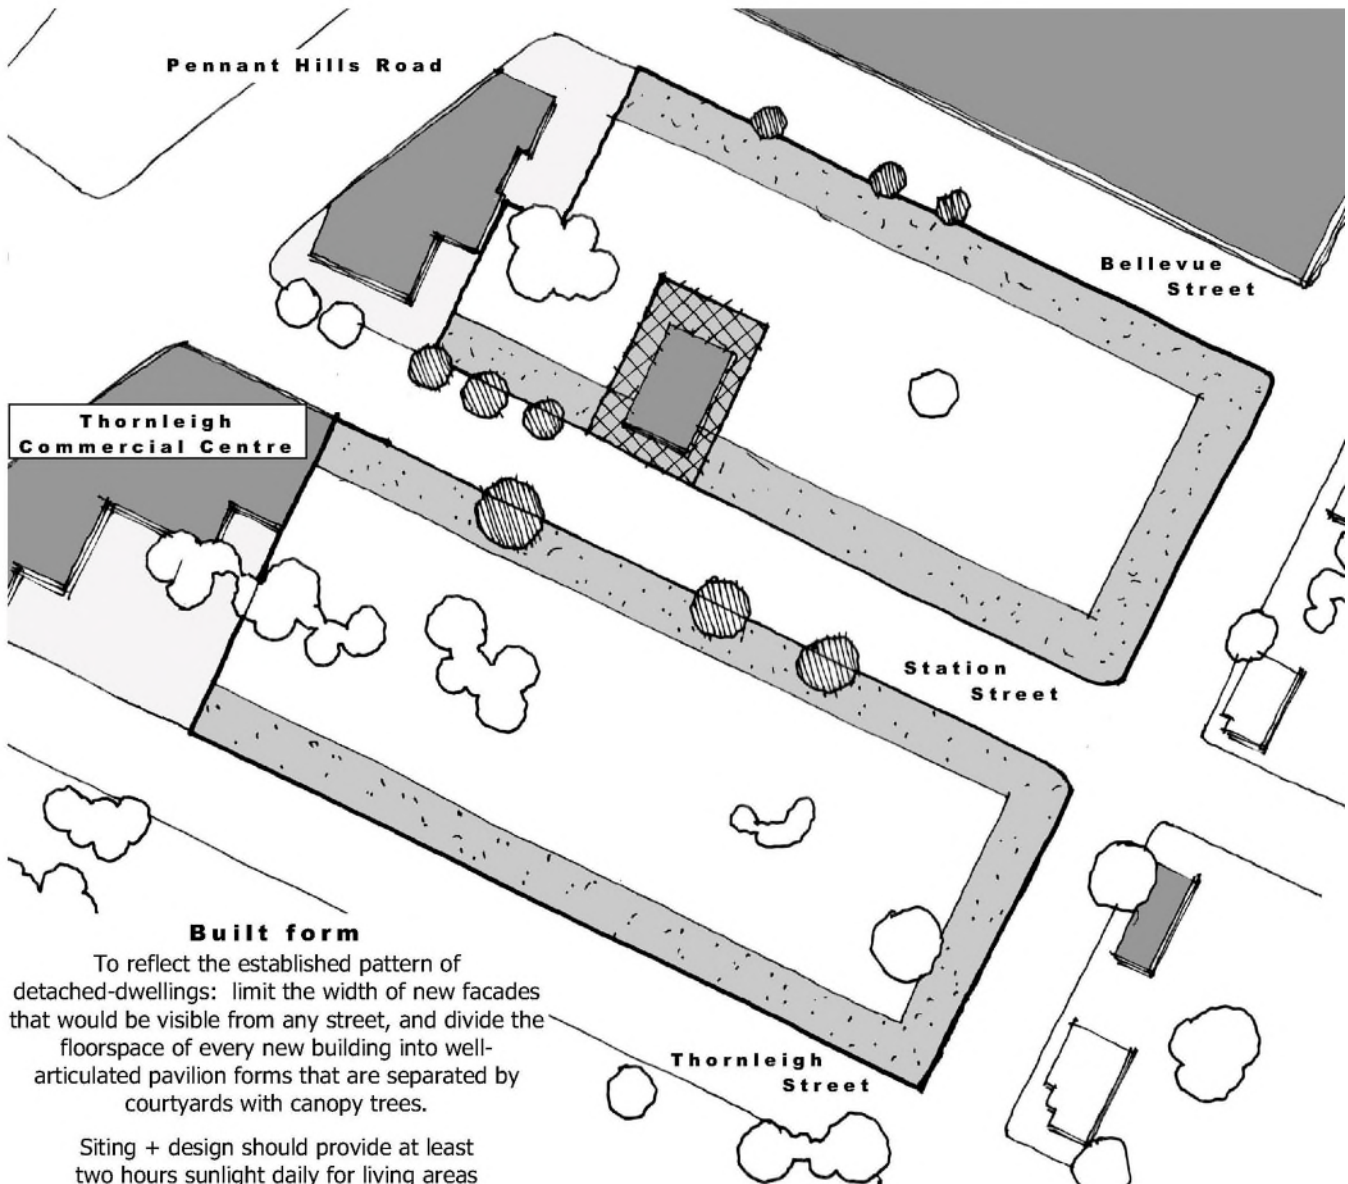 Pennant Hills Road
Bellevue
Street
Thornleigh
Commercial Centre
Station
Street
Built form
To reflect the established pattern of
detached-dwellings: limit the width of new facades
that would be visible from any street, and divide the
floorspace of every new building into well-
articulated pavilion forms that are separated by
courtyards with canopy trees.
Thornleigh
Street
Siting + design should provide at least
two hours sunlight daily for living areas